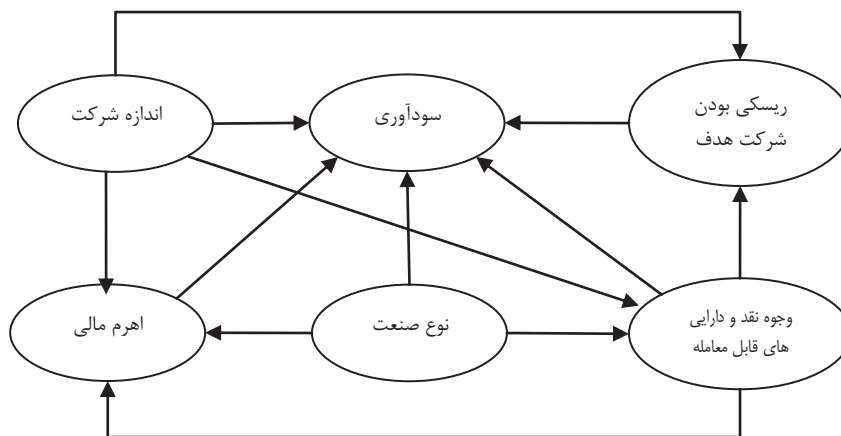 ریسکی بودن
شرکت هدف
سودآوری
اندازه شرکت
وجوه نقد و دارایی
های قابل معامله
نوع صنعت
اهرم مالی